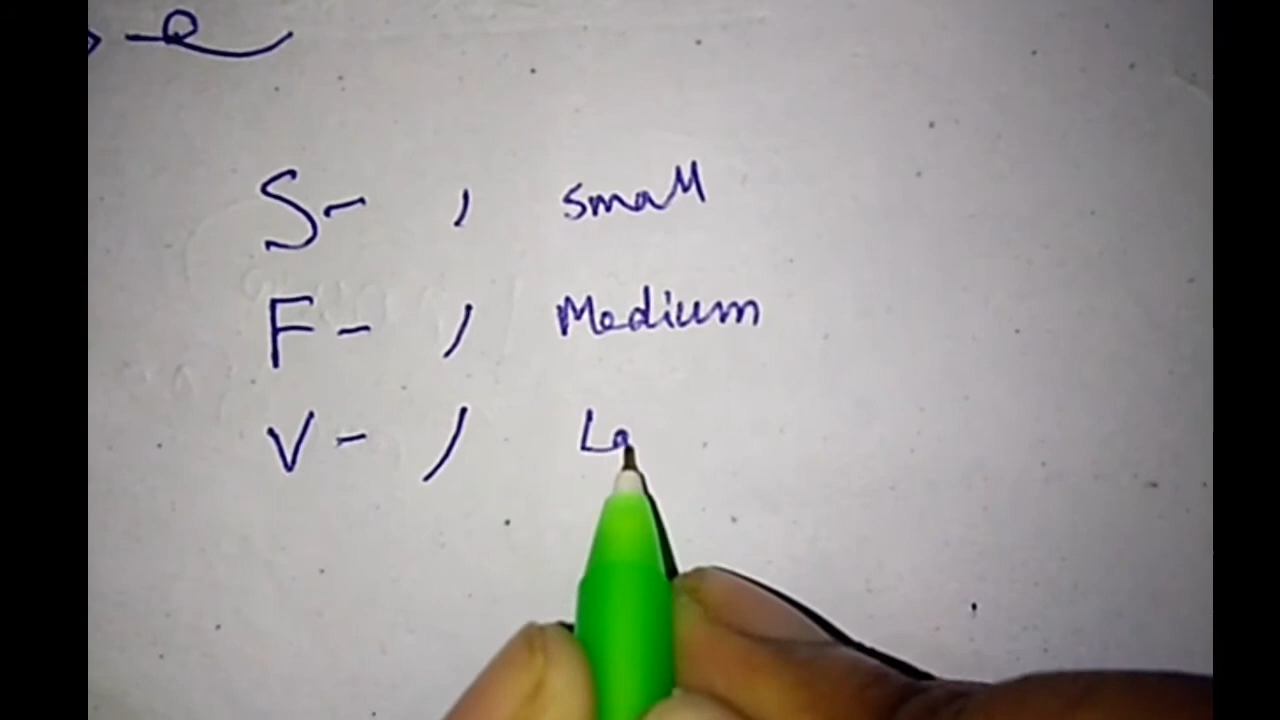 S - , small
F - , Medium
V - , La